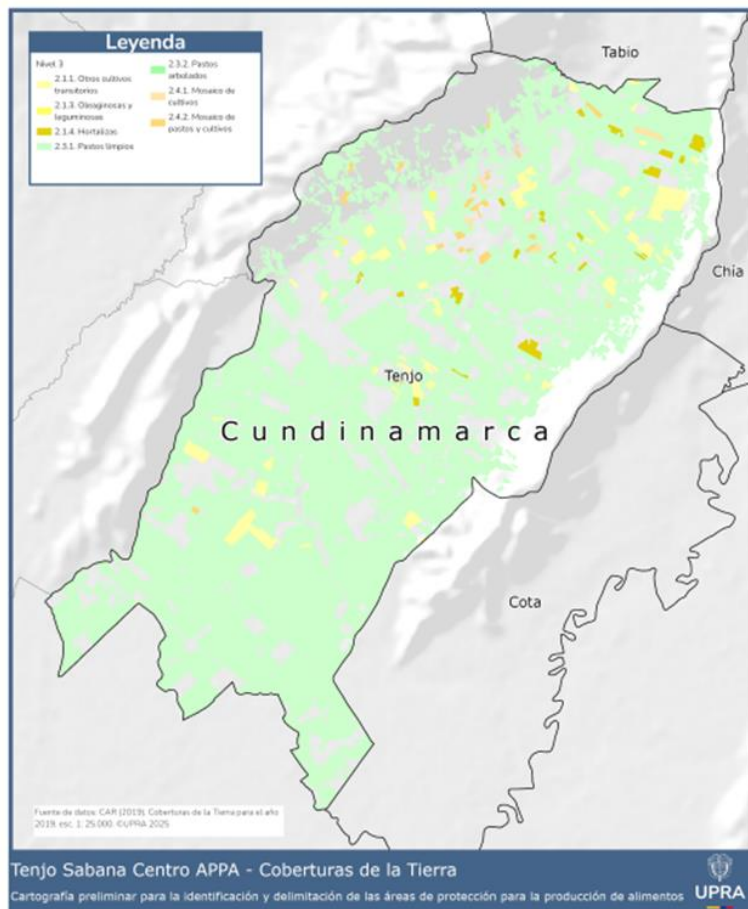 Leyenda
Nivel 3
2.1.1. Otros cultivos
transitorios
2.1.3. Oleaginosas y
leguminosas
2.1.4. Hortalizas
2.3.1. Pastos limpios
2.3.2. Pastos
arbolados
2.4.1. Mosaico de
cultivos
2.4.2. Mosaico de
pastos y cultivos
Tabio
Chía
Tenjo
Cundinamarca
Cota
Fuente de datos: CAR (2019). Coberturas de la Tierra para el año
2019, esc. 1: 25.000. ©UPRA 2025
Tenjo Sabana Centro APPA - Coberturas de la Tierra
Cartografía preliminar para la identificación y delimitación de las áreas de protección para la producción de alimentos
UPRA